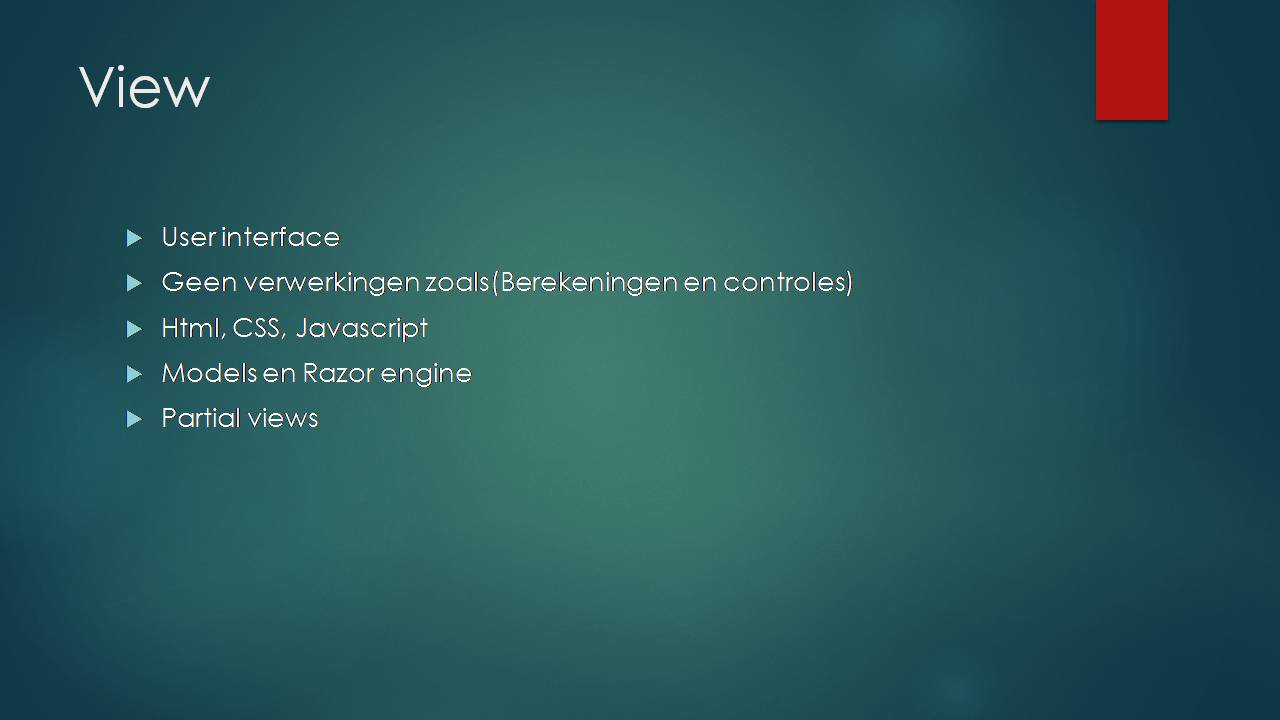 View
User interface
Geen verwerkingen zoals(Berekeningen en controles)
Html, CSS, Javascript
Models en Razor engine
Partial views